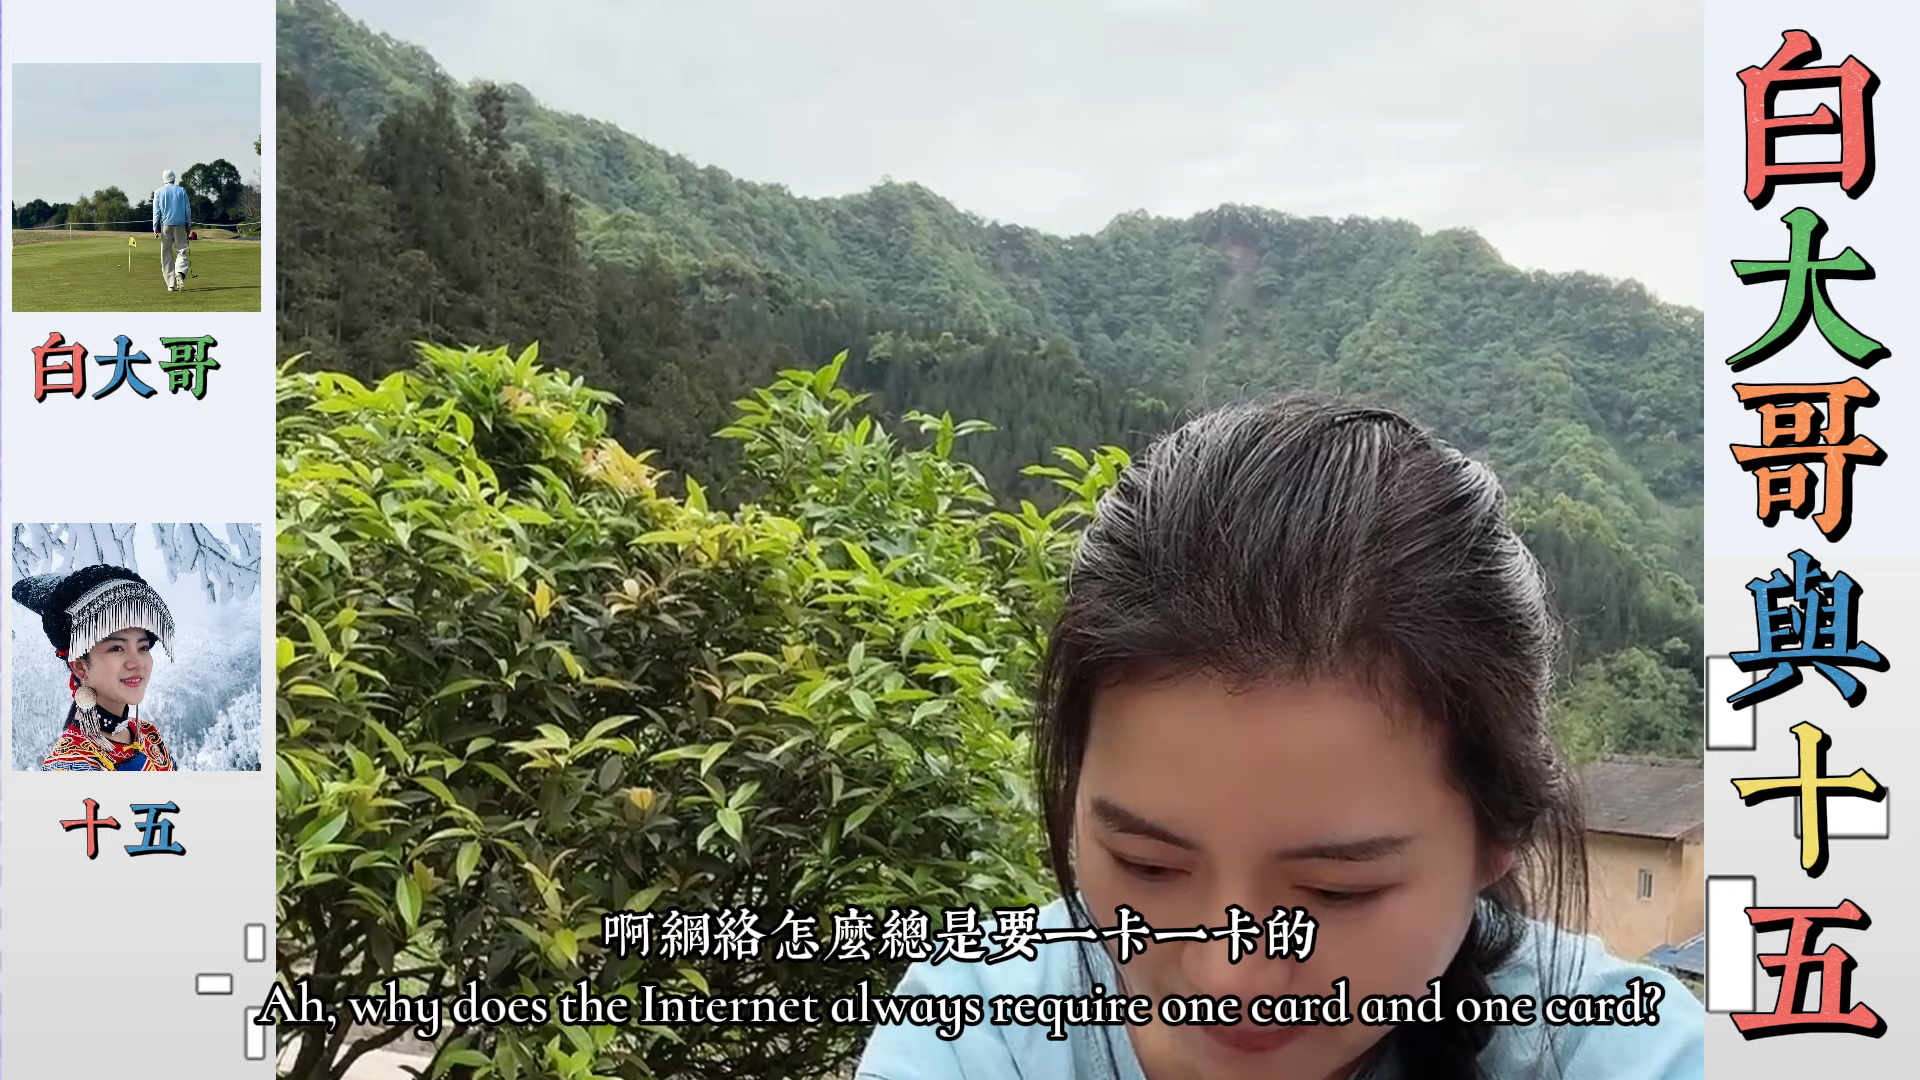 白大哥
十五
啊網絡怎麼總是要一卡一卡的
Ah, why does the Internet always require one card and one card?
白大哥與十五